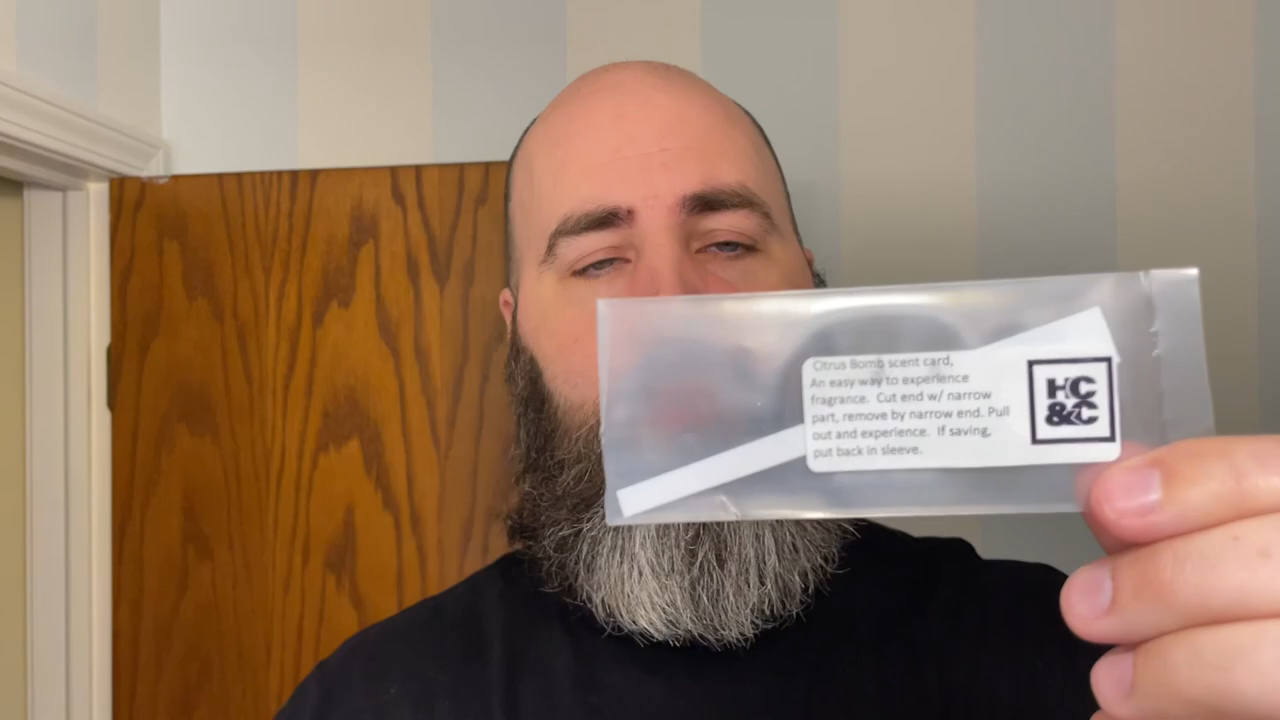 Citrus Bomb scent card,
An easy way to experience
fragrance. Cut end w/ narrow
part, remove by narrow end. Pull
out and experience. If saving,
put back in sleeve.
HC
&C